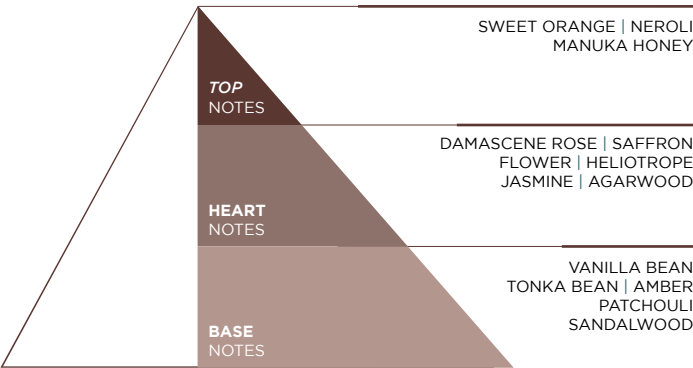 TOP
NOTES
SWEET ORANGE | NEROLI
MANUKA HONEY
HEART
NOTES
DAMASCENE ROSE | SAFFRON
FLOWER | HELIOTROPE
JASMINE | AGARWOOD
BASE
NOTES
VANILLA BEAN
TONKA BEAN | AMBER
PATCHOULI
SANDALWOOD